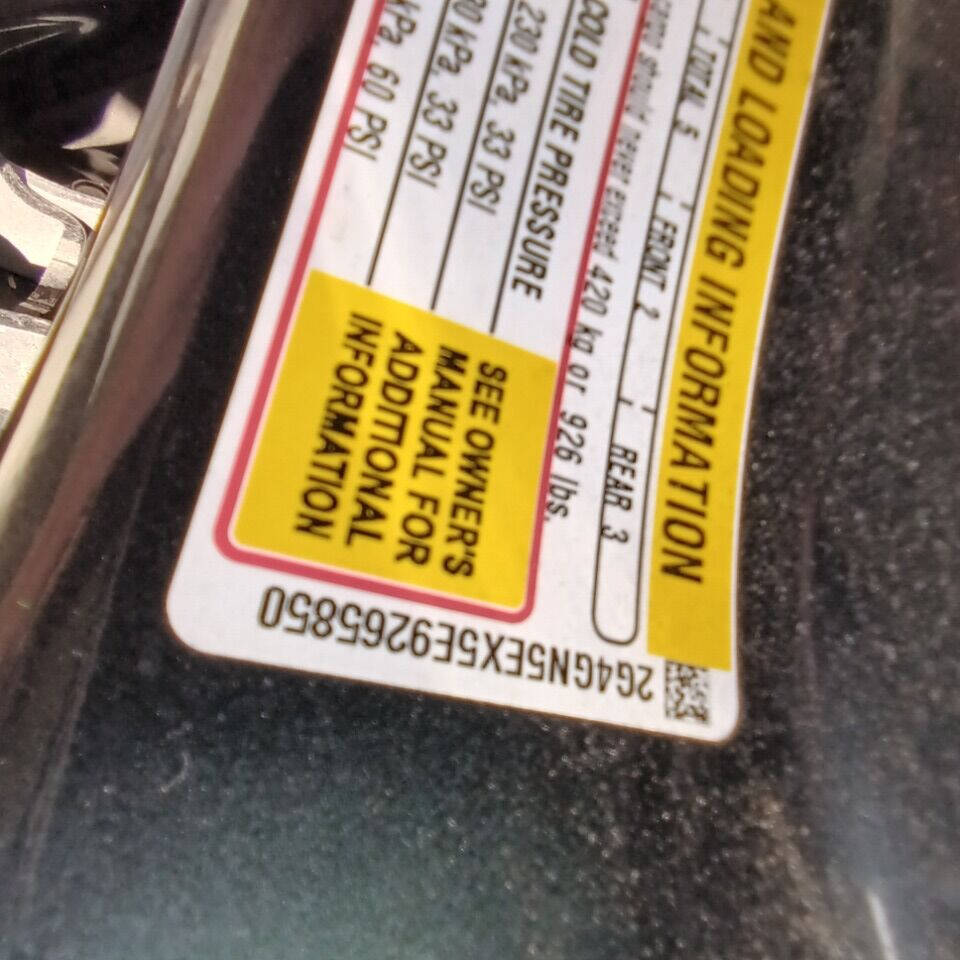 AND LOADING INFORMATION
TOTAL 5 FRONT 2 REAR 3
should never exceed 420 kg or 926 lbs.
COLD TIRE PRESSURE
230 kPa, 33 PSI
kPa, 33 PSI
kPa, 60 PSI
SEE OWNER'S
MANUAL FOR
ADDITIONAL
INFORMATION
2G4GN5EX5E9265850